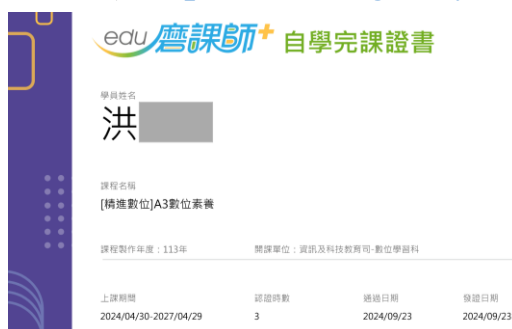 edu磨課師+ 自學完課證書
學員姓名
洪
課程名稱
[精進數位]A3數位素養
課程製作年度：113年 開課單位：資訊及科技教育司-數位學習科
上課期間 認證時數 通過日期 發證日期
2024/04/30-2027/04/29 3 2024/09/23 2024/09/23